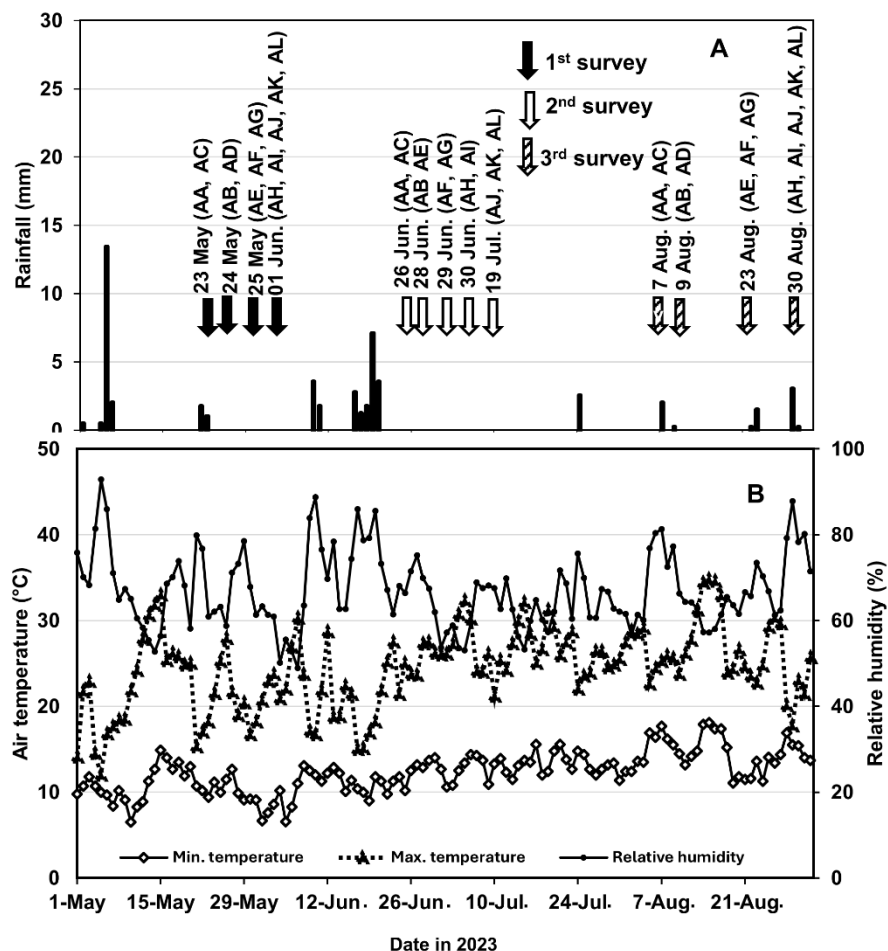 A
30
25
20
15
10
5
0
Rainfall (mm)
1st survey
2nd survey
3rd survey
23 May (AA, AC)
24 May (AB, AD)
25 May (AE, AF, AG)
01 Jun. (AH, AI, AJ, AK, AL)
26 Jun. (AA, AC)
28 Jun. (AB AE)
29 Jun. (AF, AG)
30 Jun. (AH, AI)
19 Jul. (AJ, AK, AL)
7 Aug. (AA, AC)
9 Aug. (AB, AD)
23 Aug. (AE, AF, AG)
30 Aug. (AH, AI, AJ, AK, AL)
B
50
40
30
20
10
0
Air temperature (°C)
100
80
60
40
20
0
Relative humidity (%)
Min. temperature
Max. temperature
Relative humidity
1-May
15-May
29-May
12-Jun.
26-Jun.
10-Jul.
24-Jul.
7-Aug.
21-Aug.
Date in 2023